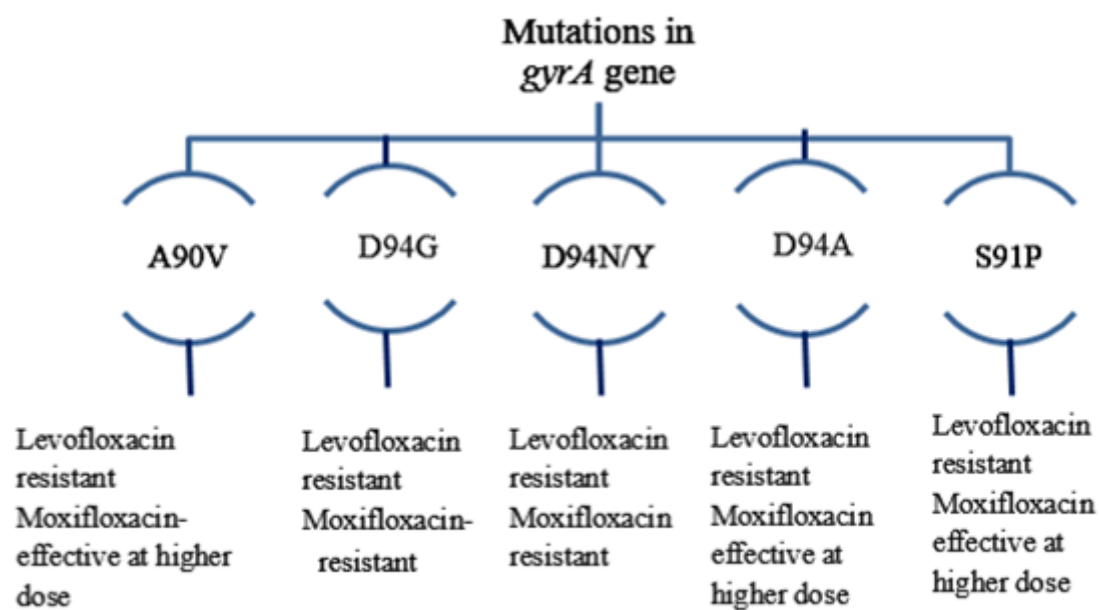 Mutations in
gyrA gene
A90V
D94G
D94N/Y
D94A
S91P
Levofloxacin
resistant
Moxifloxacin-
effective at higher
dose
Levofloxacin
resistant
Moxifloxacin-
resistant
Levofloxacin
resistant
Moxifloxacin
resistant
Levofloxacin
resistant
Moxifloxacin
effective at
higher dose
Levofloxacin
resistant
Moxifloxacin
effective at
higher dose